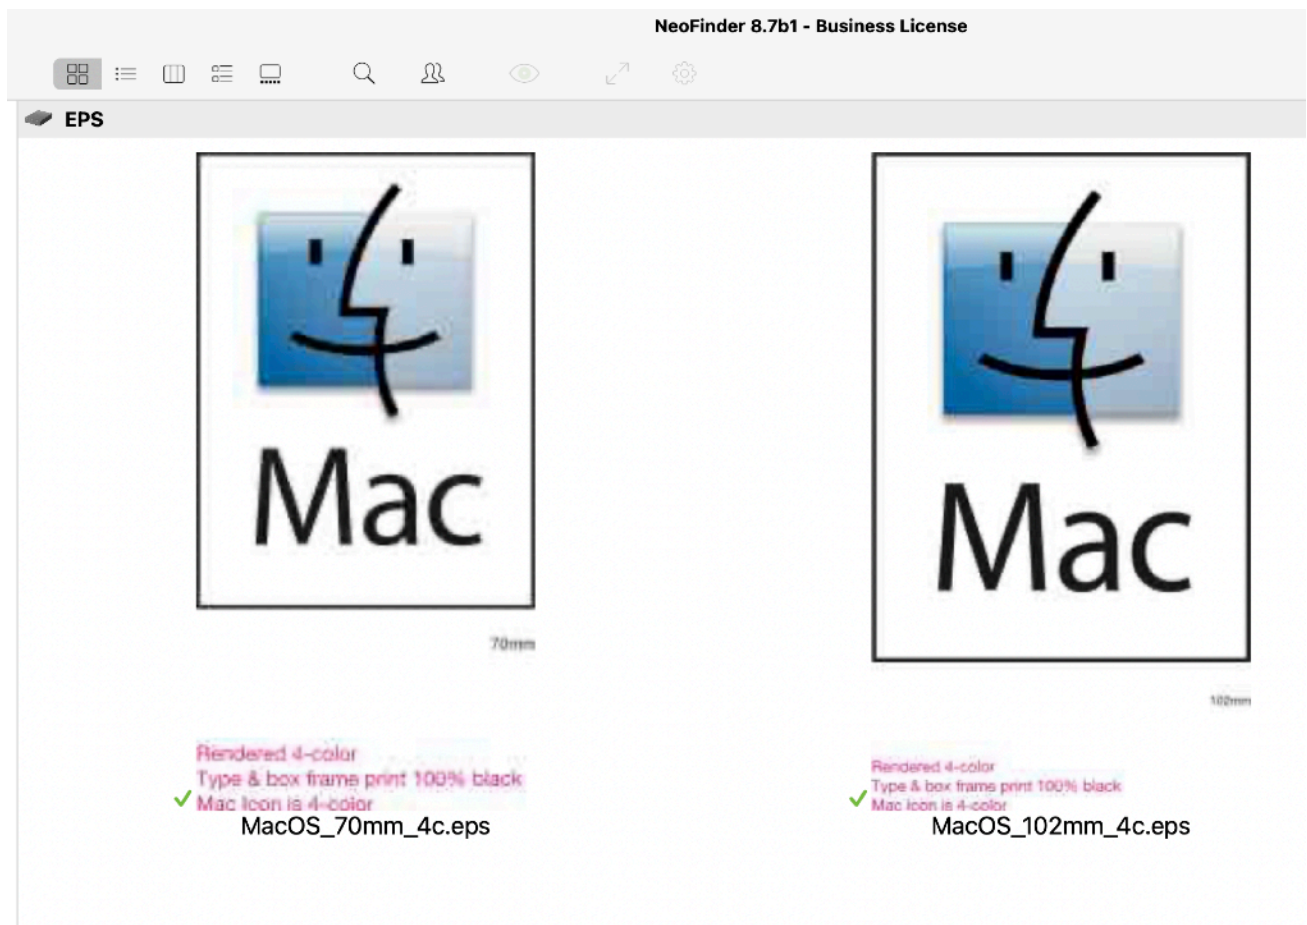 NeoFinder 8.7b1 - Business License
EPS
Mac
70mm
Rendered 4-color
Type & box frame print 100% black
Mac Icon is 4-color
MacOS_70mm_4c.eps
Mac
102mm
Rendered 4-color
Type & box frame print 100% black
Mac Icon is 4-color
MacOS_102mm_4c.eps